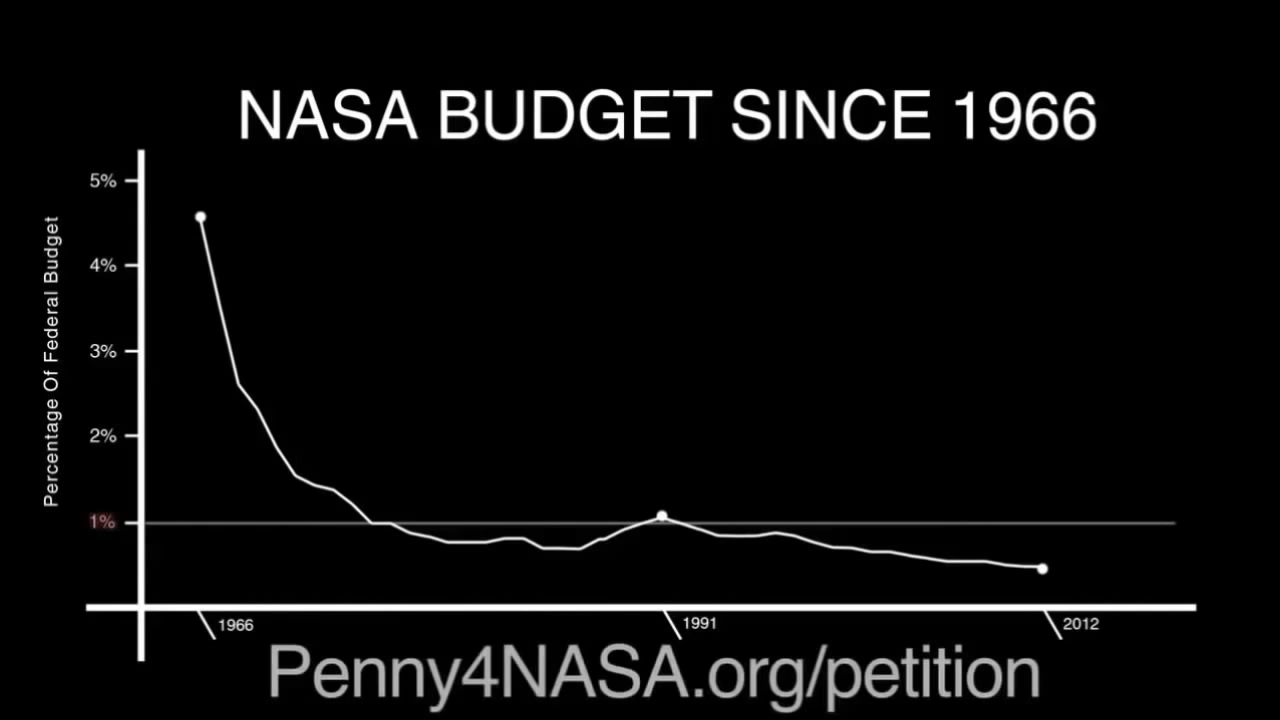 NASA BUDGET SINCE 1966
Percentage Of Federal Budget
5%
4%
3%
2%
1%
1966
1991
2012
Penny4NASA.org/petition